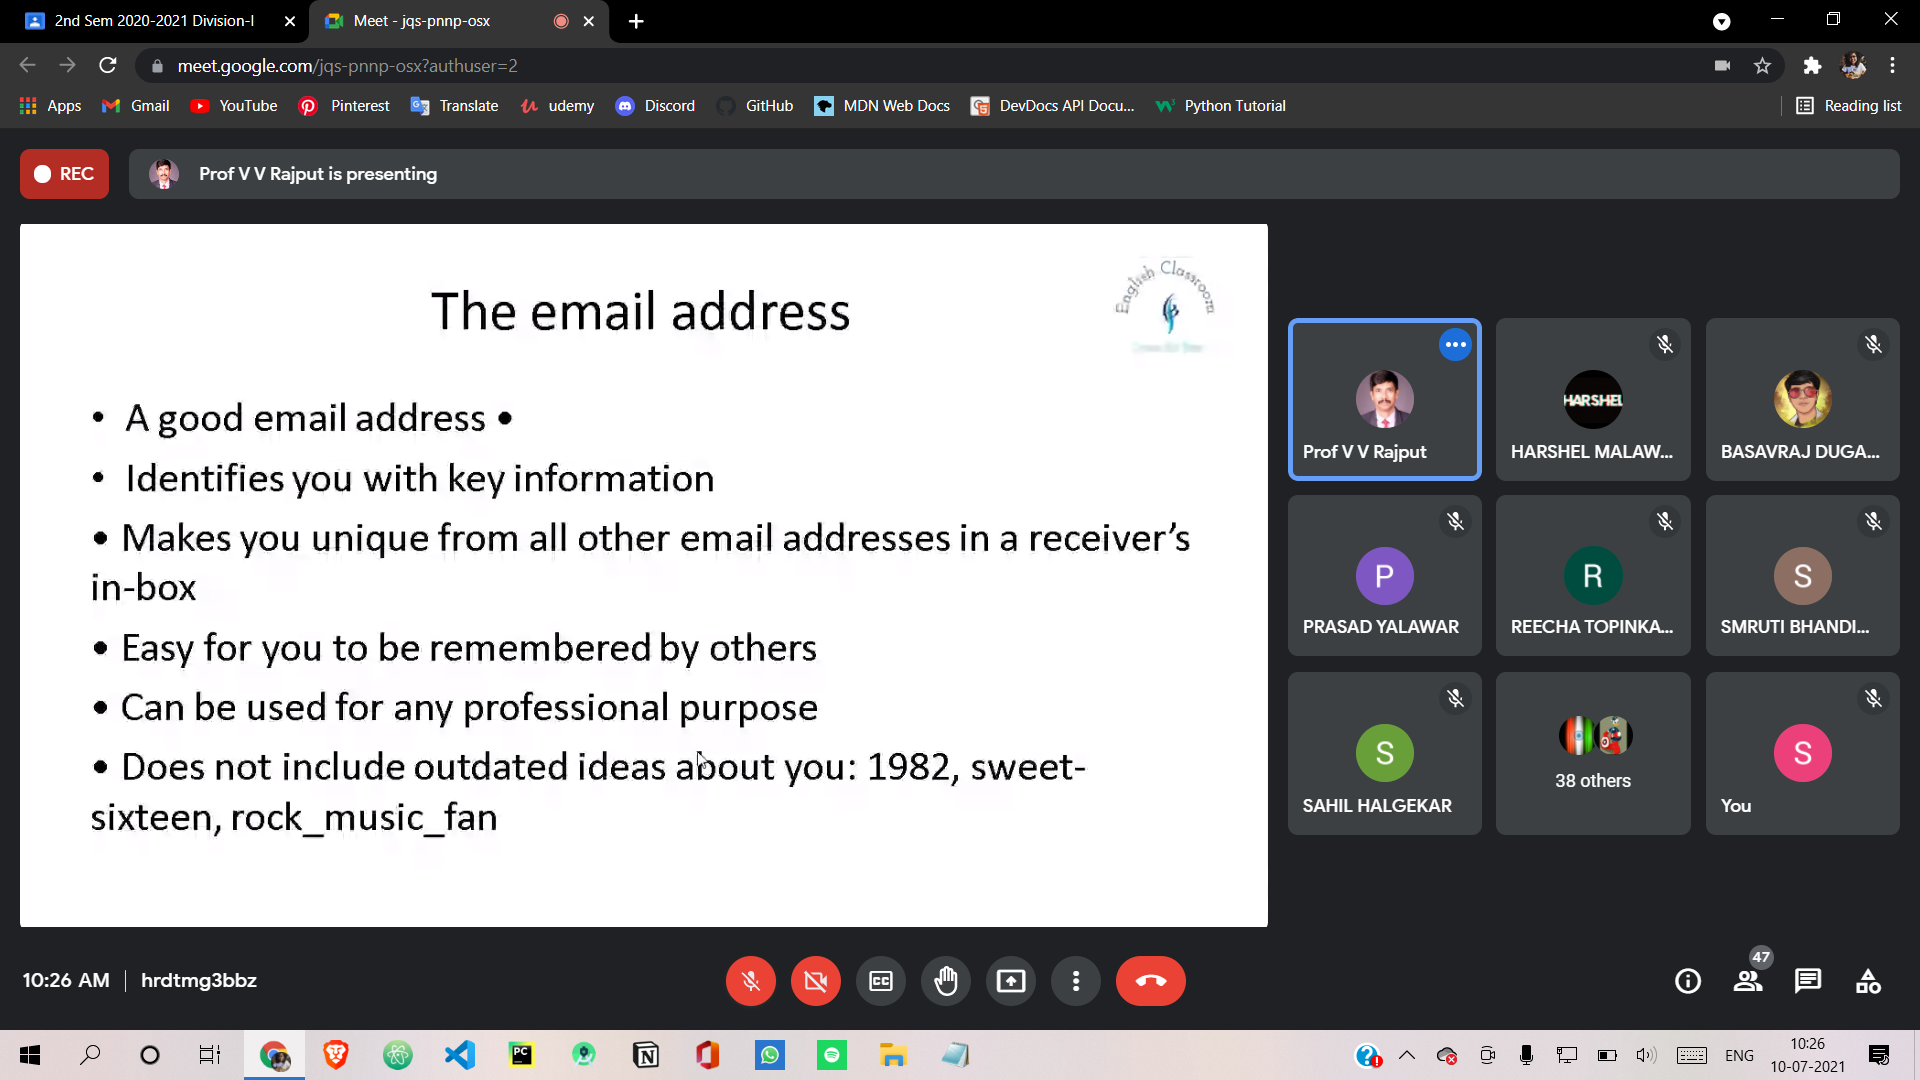 2nd Sem 2020-2021 Division-I
Meet - jqs-pnnp-osx
meet.google.com/jqs-pnnp-osx?authuser=2
Apps
Gmail
YouTube
Pinterest
Translate
udemy
Discord
GitHub
MDN Web Docs
DevDocs API Docu...
Python Tutorial
Reading list
REC
Prof V V Rajput is presenting
English Classroom
The email address
• A good email address •
• Identifies you with key information
• Makes you unique from all other email addresses in a receiver's
in-box
• Easy for you to be remembered by others
• Can be used for any professional purpose
• Does not include outdated ideas about you: 1982, sweet-
sixteen, rock_music_fan
Prof V V Rajput
HARSHEL
HARSHEL MALAW...
BASAVRAJ DUGA...
P
PRASAD YALAWAR
R
REECHA TOPINKA...
S
SMRUTI BHANDI...
S
SAHIL HALGEKAR
38 others
S
You
10:26 AM
hrdtmg3bbz
CC
47
PC
N
ENG
10:26
10-07-2021